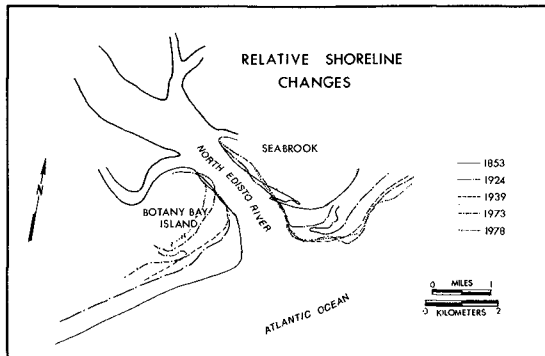 RELATIVE SHORELINE
CHANGES
SEABROOK
NORTH EDISTO RIVER
BOTANY BAY
ISLAND
N
1853
1924
1939
1973
1978
0 MILES 1
0 KILOMETERS 2
ATLANTIC OCEAN